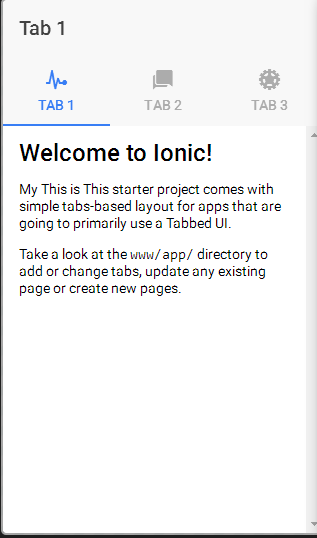 Tab 1
TAB 1 TAB 2 TAB 3
Welcome to Ionic!
My This is This starter project comes with
simple tabs-based layout for apps that are
going to primarily use a Tabbed UI.
Take a look at the www/app/ directory to
add or change tabs, update any existing
page or create new pages.